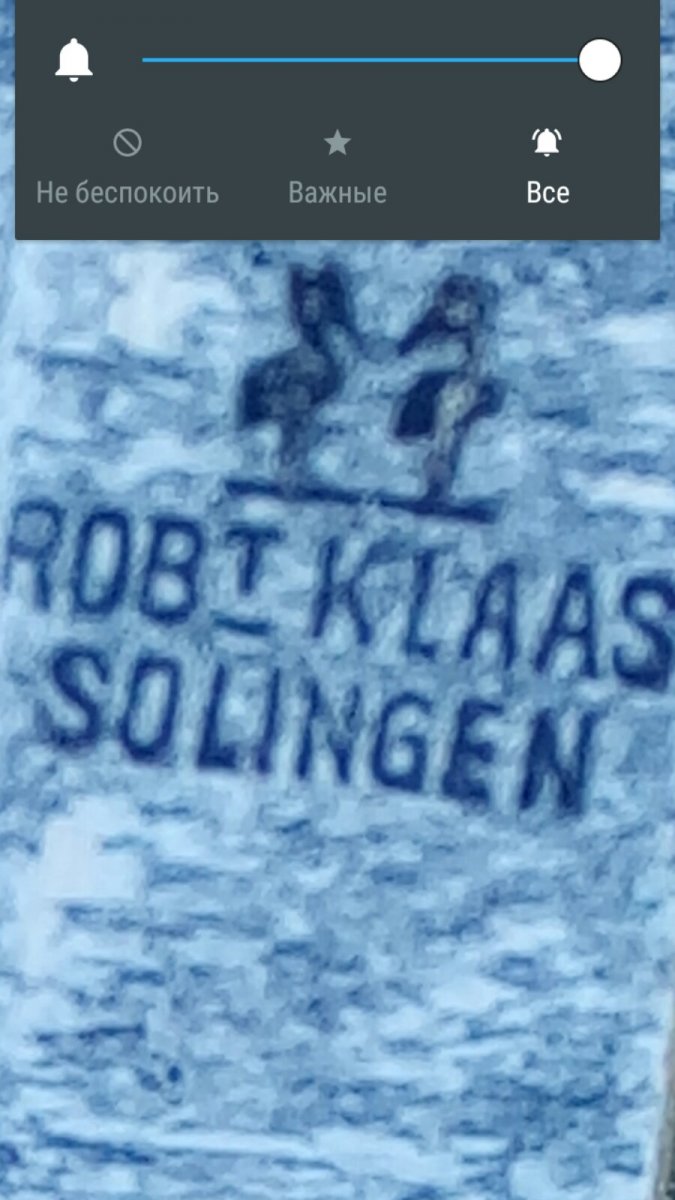 Не беспокоить Важные Все
ROBT KLAAS
SOLINGEN